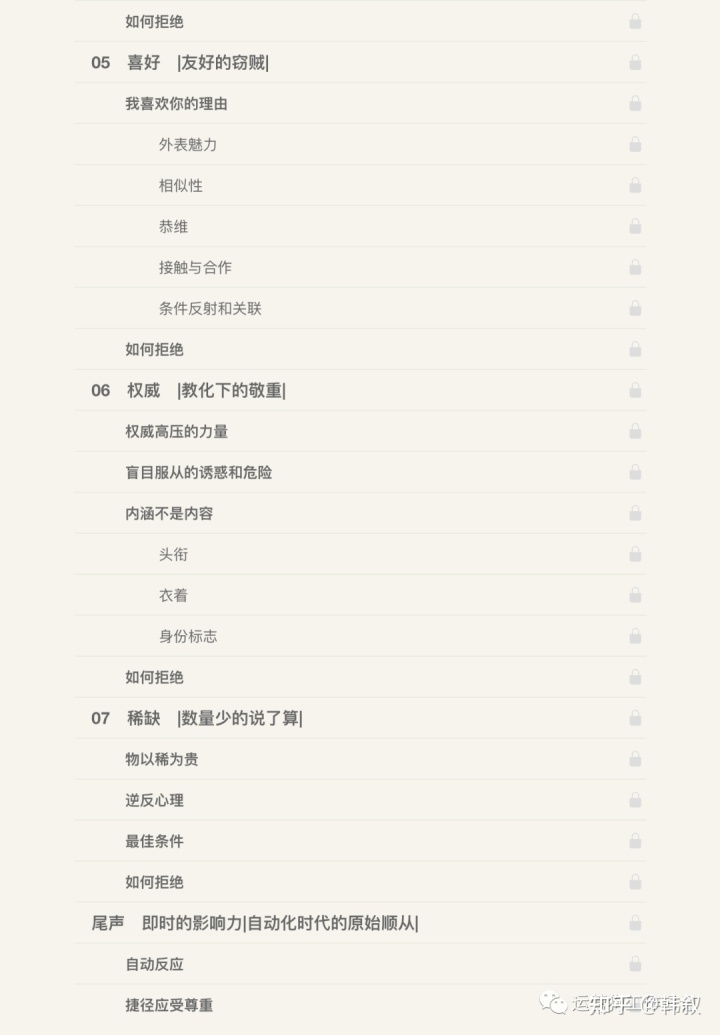 如何拒绝
05 喜好 |友好的窃贼|
我喜欢你的理由
外表魅力
相似性
恭维
接触与合作
条件反射和关联
如何拒绝
06 权威 |教化下的敬重|
权威高压的力量
盲目服从的诱惑和危险
内涵不是内容
头衔
衣着
身份标志
如何拒绝
07 稀缺 |数量少的说了算|
物以稀为贵
逆反心理
最佳条件
如何拒绝
尾声 即时的影响力|自动化时代的原始顺从|
自动反应
捷径应受尊重
知乎 @韩叔